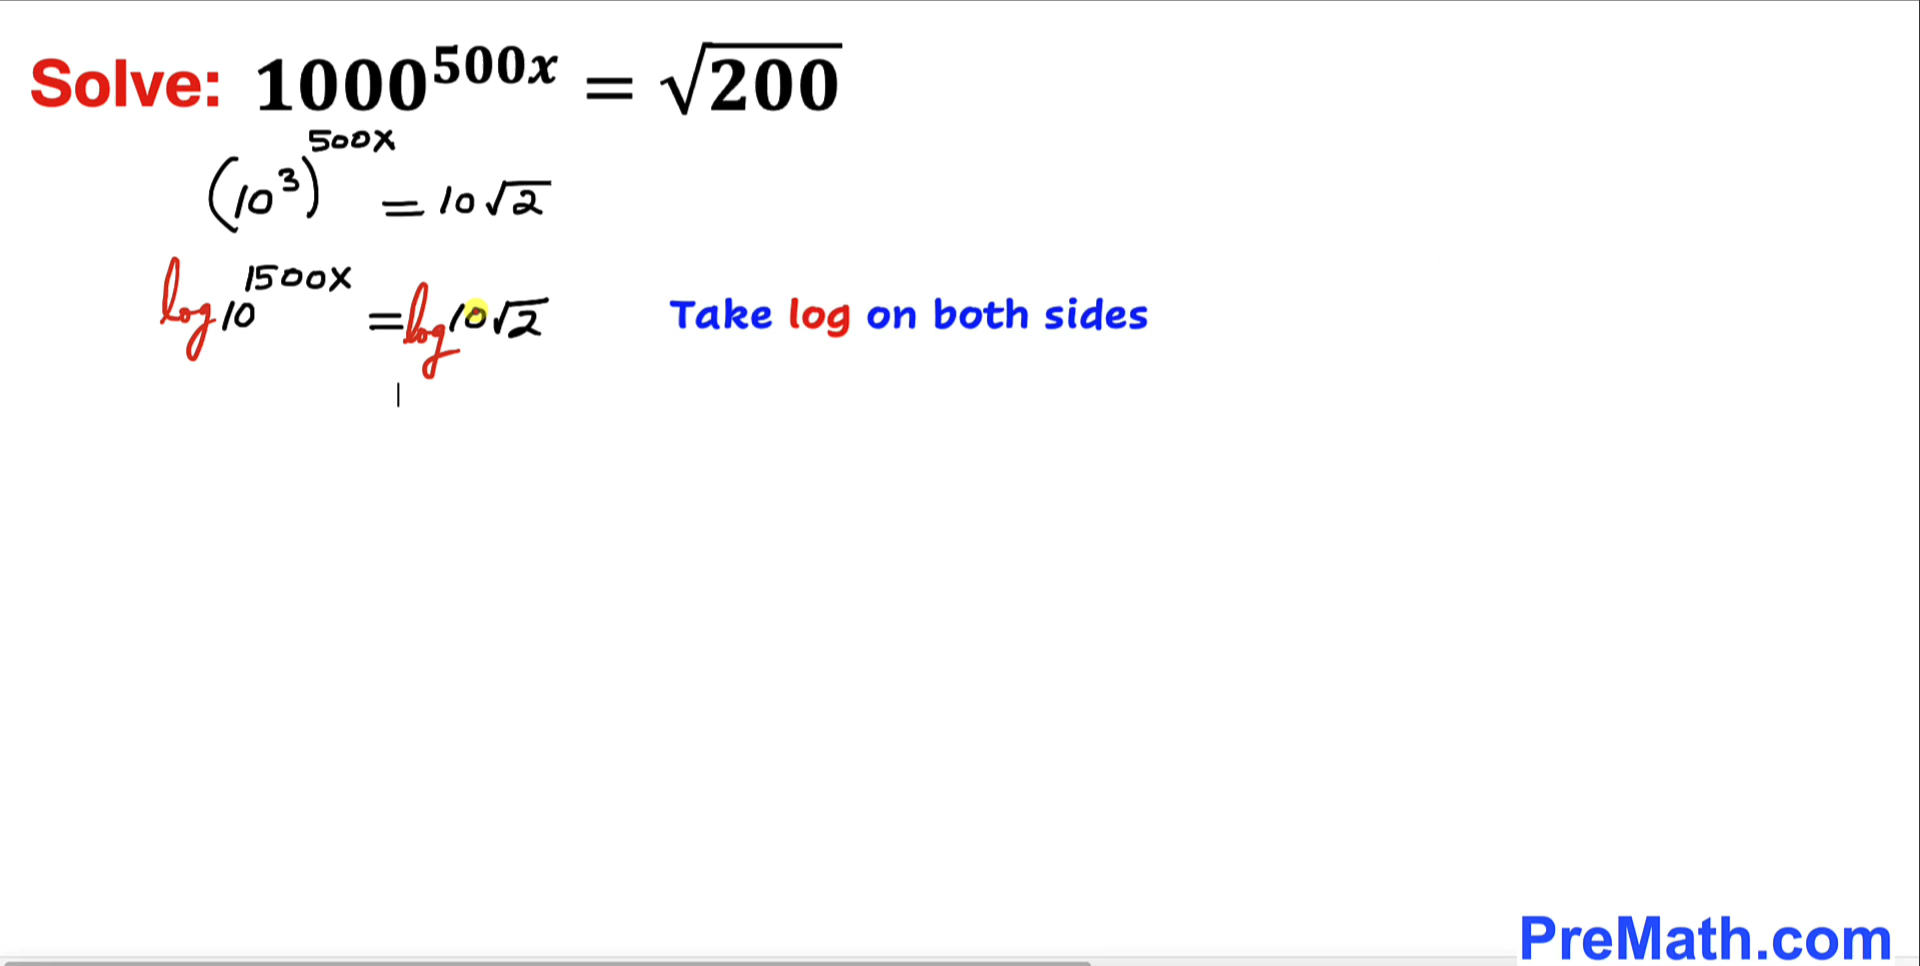 Solve: 1000^500x = √200
(10^3)^500x = 10√2
log 10^1500x = log 10√2 Take log on both sides
PreMath.com